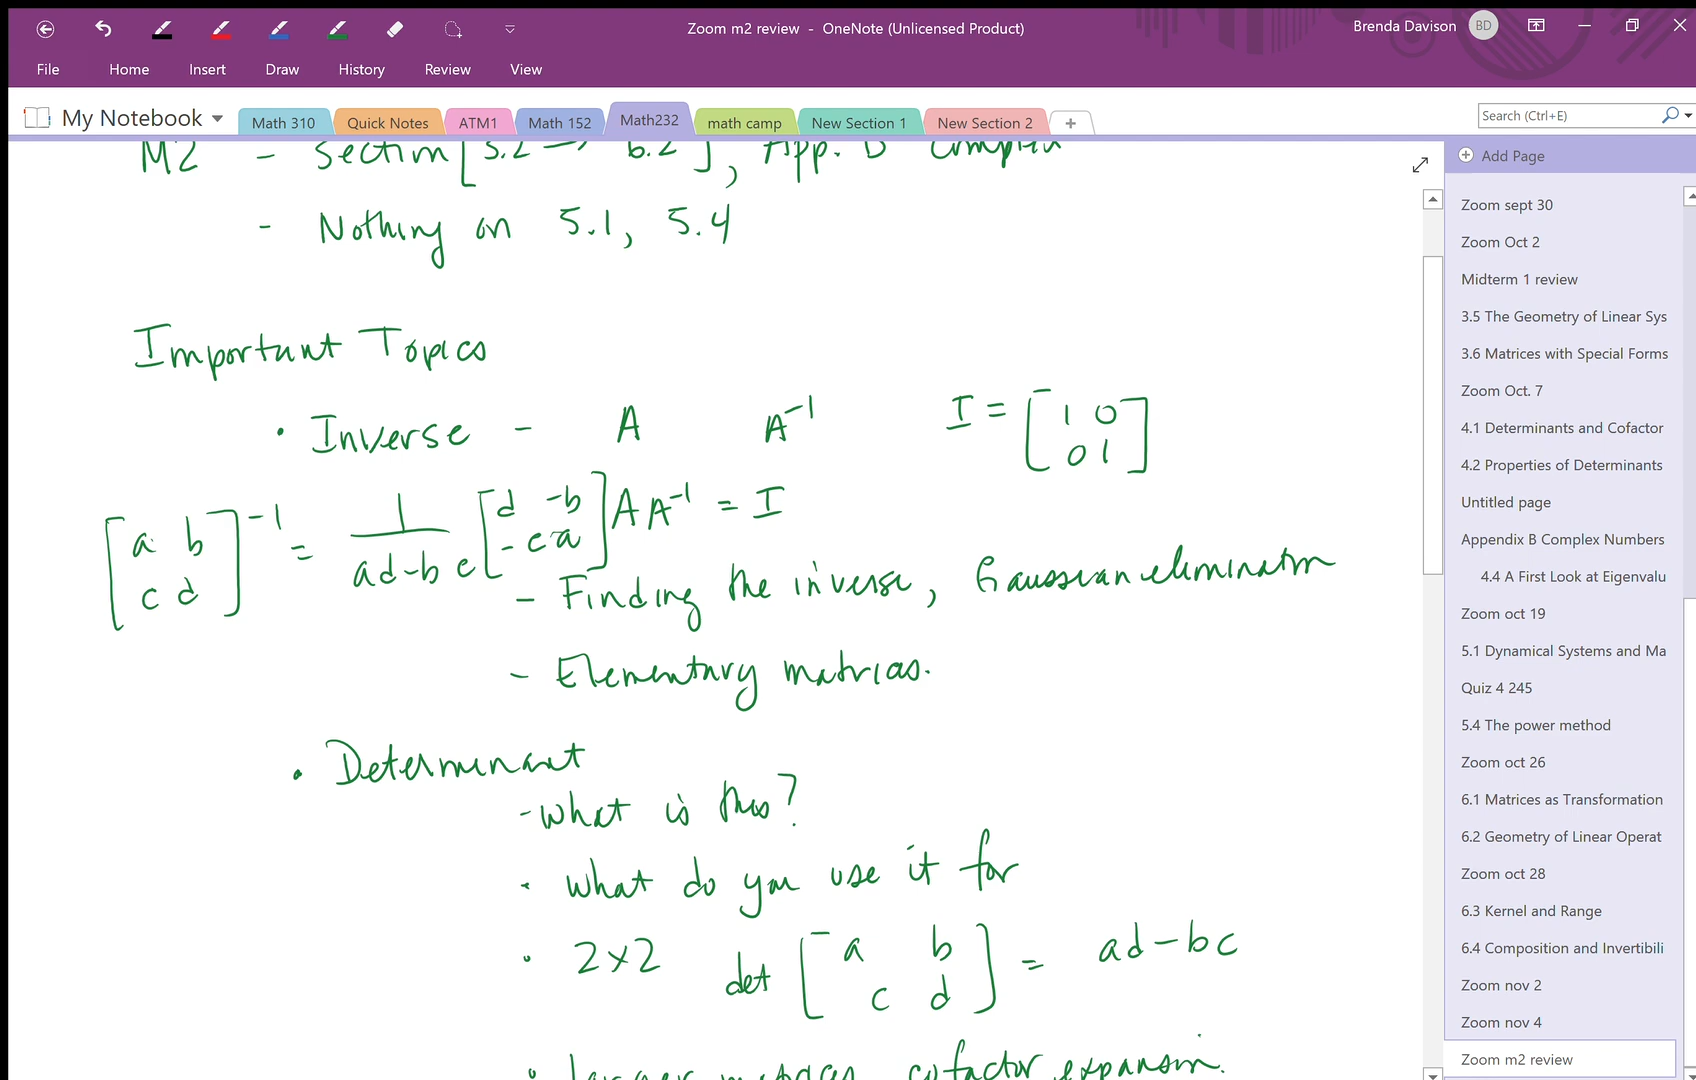 Zoom m2 review - OneNote (Unlicensed Product)
Brenda Davison BD
File Home Insert Draw History Review View
My Notebook
Math 310 Quick Notes ATM1 Math 152 Math232 math camp New Section 1 New Section 2 +
Search (Ctrl+E)
M2 - Section [3.2 → 6.2], App. B Complex
- Nothing on 5.1, 5.4
Important Topics
• Inverse - A A⁻¹ I = [1 0
0 1]
[a b
c d]⁻¹ = 1/(ad-bc) [d -b
-c a] AA⁻¹ = I
- Finding the inverse, Gaussian elimination
- Elementary matrices.
• Determinant
- What is this?
• What do you use it for
• 2x2 det [a b
c d] = ad-bc
• larger matrices cofactor expansion.
Add Page
Zoom sept 30
Zoom Oct 2
Midterm 1 review
3.5 The Geometry of Linear Sys
3.6 Matrices with Special Forms
Zoom Oct. 7
4.1 Determinants and Cofactor
4.2 Properties of Determinants
Untitled page
Appendix B Complex Numbers
4.4 A First Look at Eigenvalu
Zoom oct 19
5.1 Dynamical Systems and Ma
Quiz 4 245
5.4 The power method
Zoom oct 26
6.1 Matrices as Transformation
6.2 Geometry of Linear Operat
Zoom oct 28
6.3 Kernel and Range
6.4 Composition and Invertibili
Zoom nov 2
Zoom nov 4
Zoom m2 review